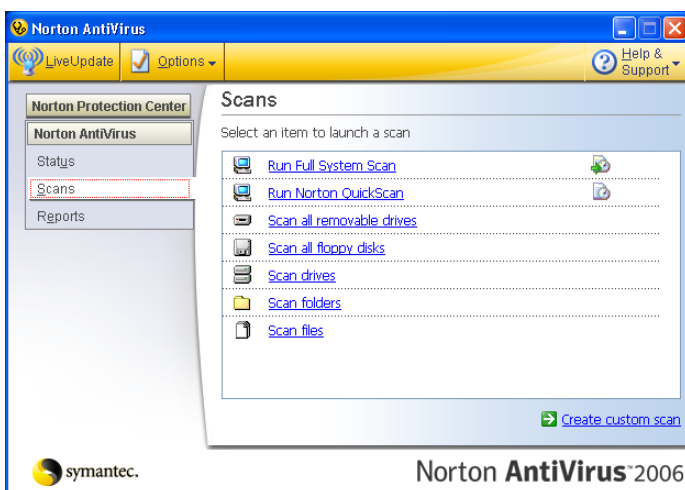 Norton AntiVirus
LiveUpdate Options Help & Support
Norton Protection Center
Norton AntiVirus
Status
Scans
Reports
Scans
Select an item to launch a scan
Run Full System Scan
Run Norton QuickScan
Scan all removable drives
Scan all floppy disks
Scan drives
Scan folders
Scan files
Create custom scan
symantec.
Norton AntiVirus™2006